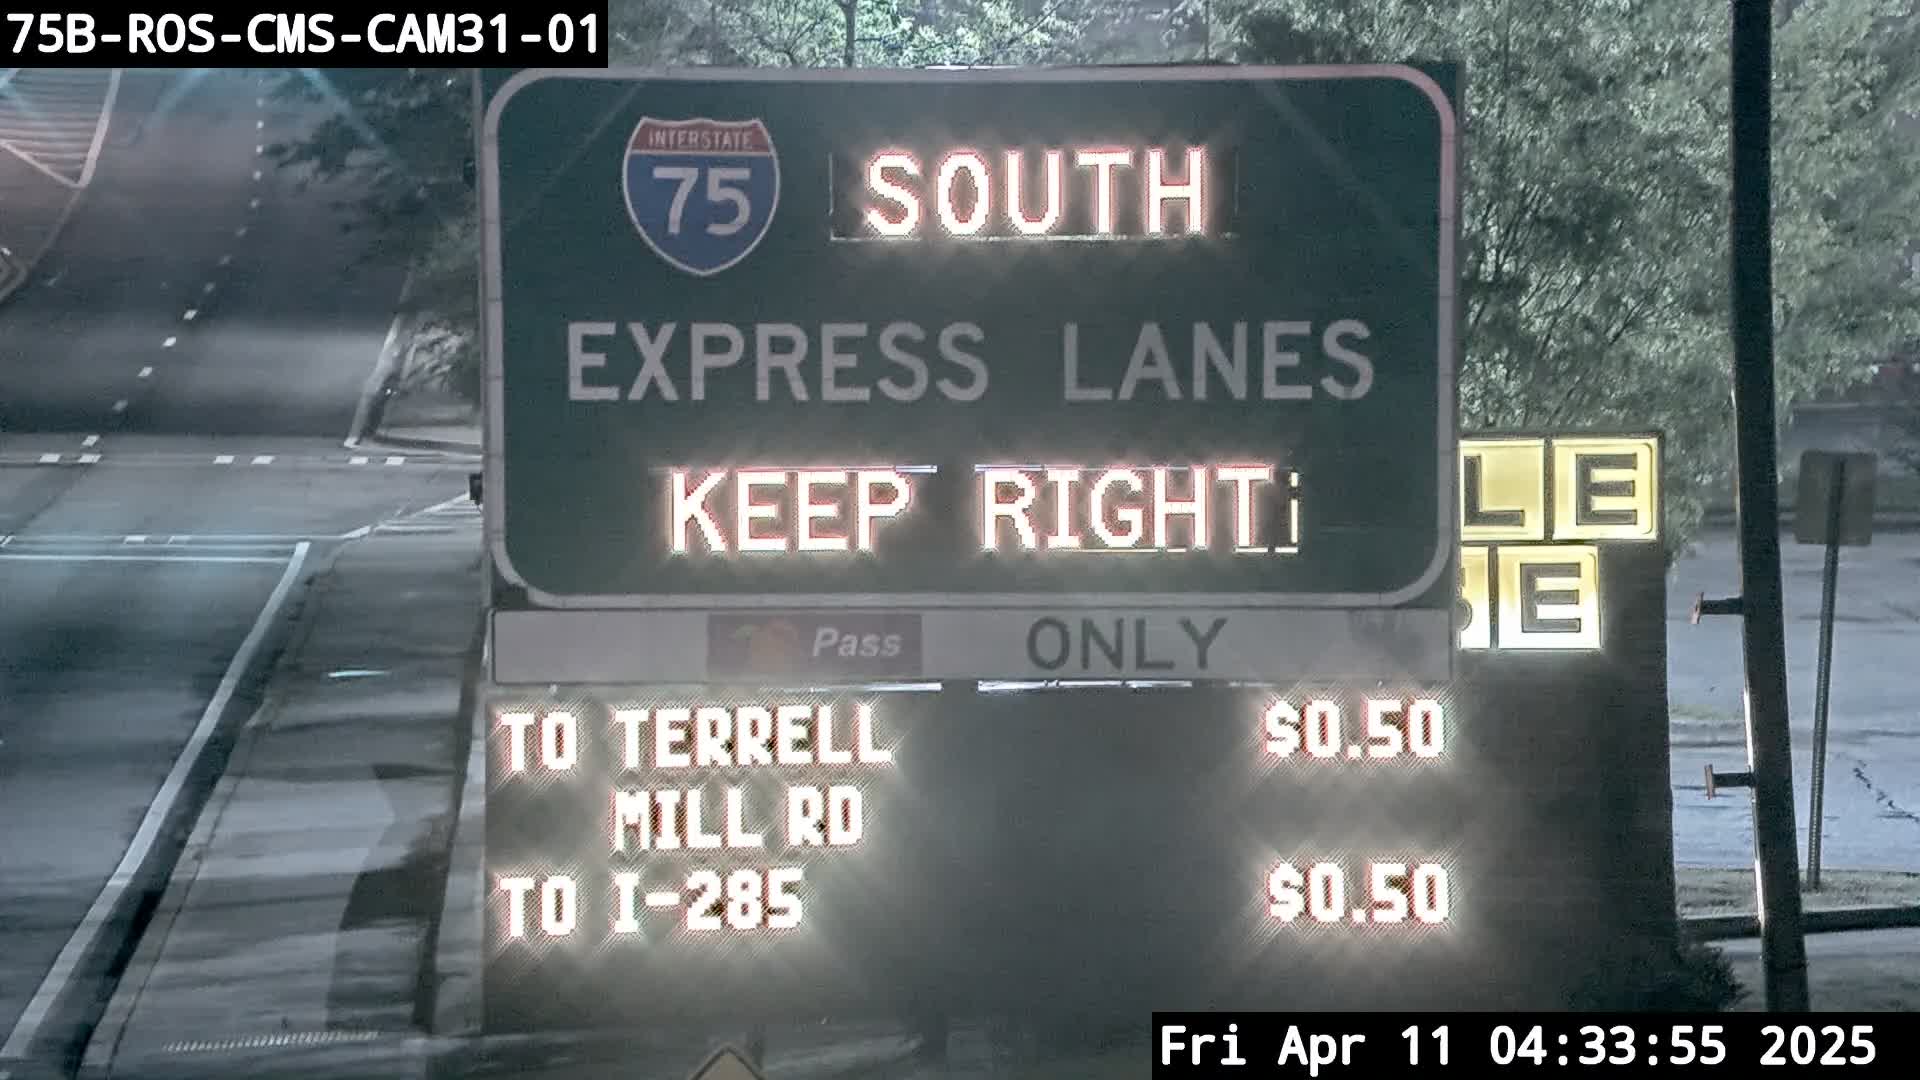 75B-ROS-CMS-CAM31-01
INTERSTATE
75
SOUTH
EXPRESS LANES
KEEP RIGHT
Pass ONLY
TO TERRELL $0.50
MILL RD
TO I-285 $0.50
LE
E
Fri Apr 11 04:33:55 2025